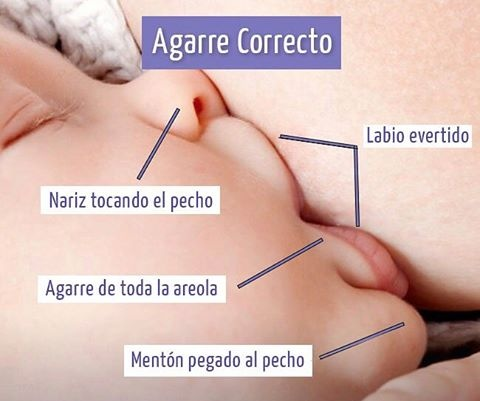 Agarre Correcto
Labio evertido
Nariz tocando el pecho
Agarre de toda la areola
Mentón pegado al pecho